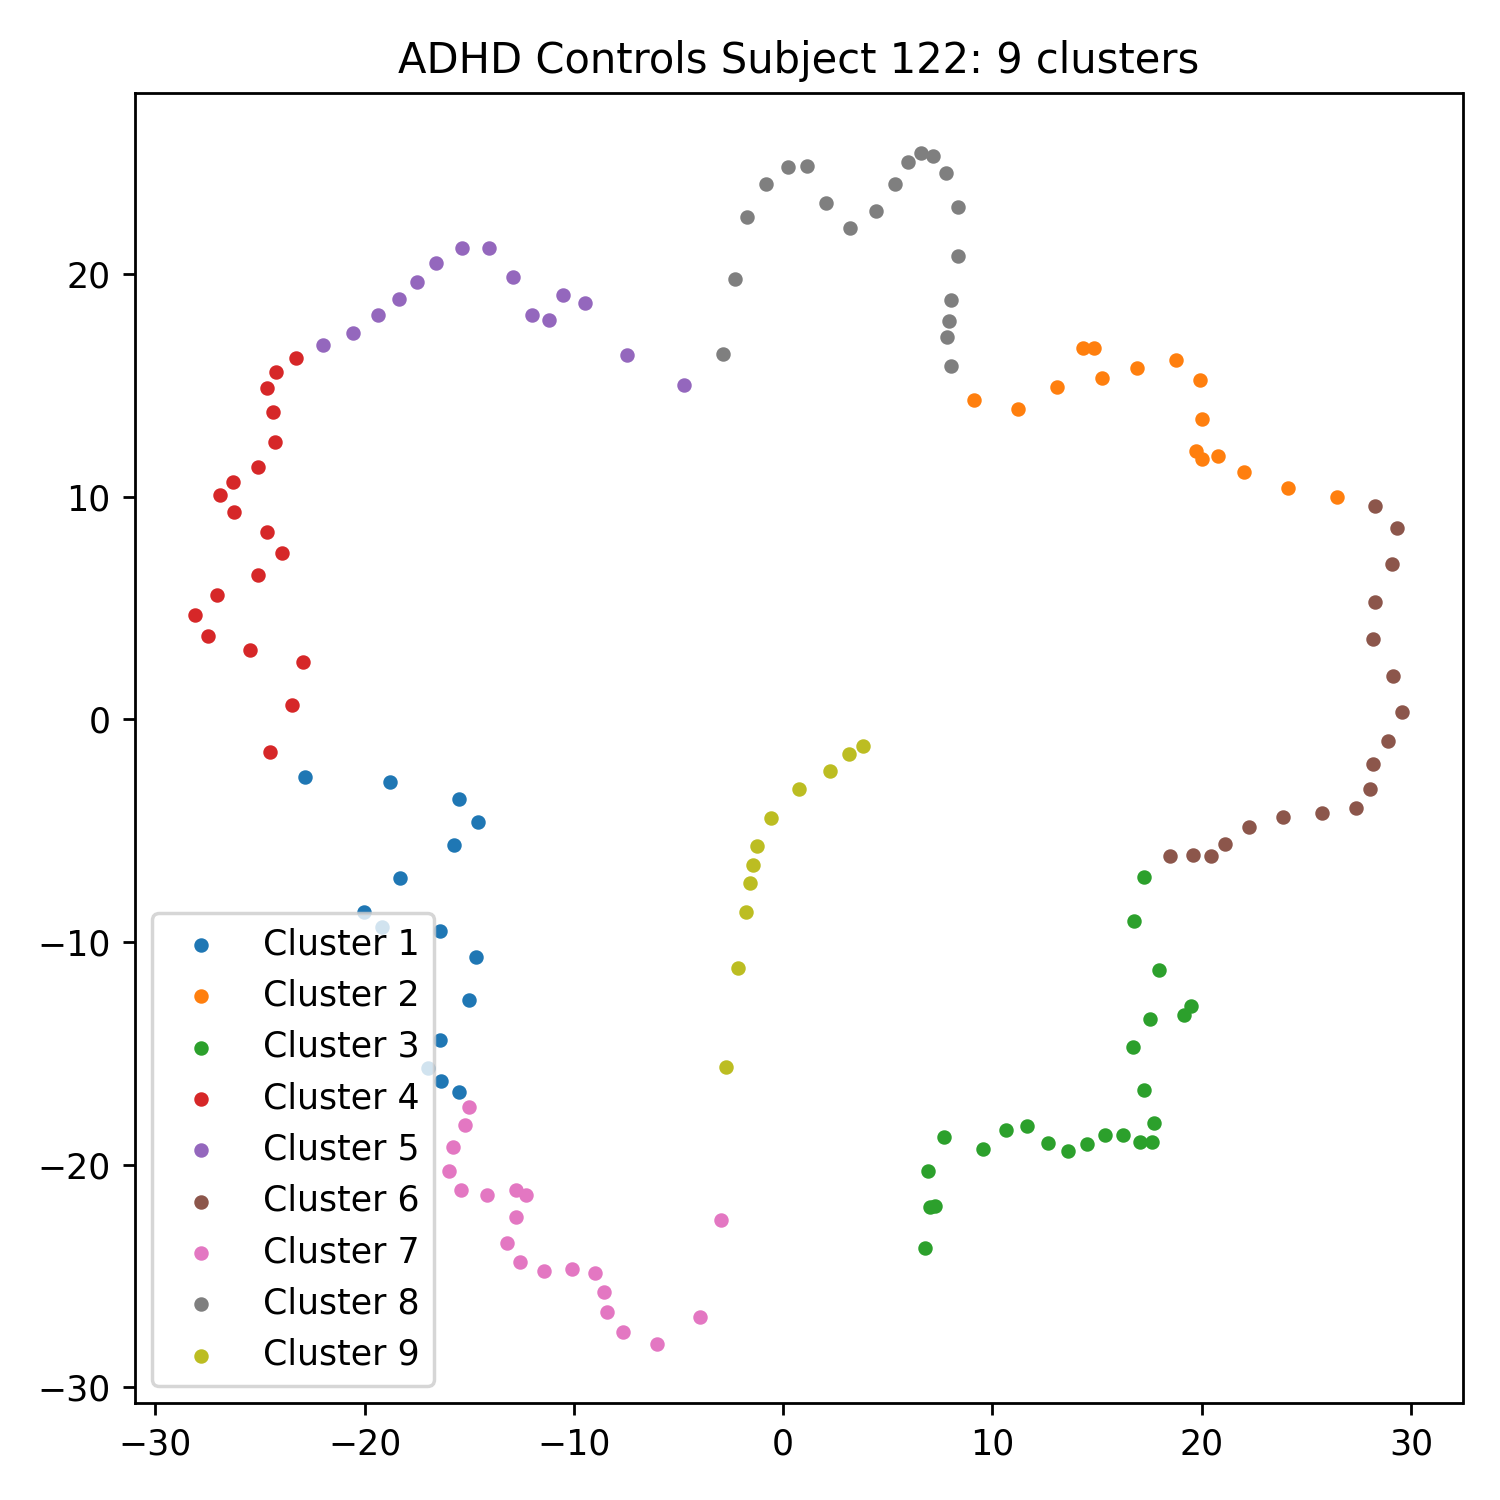 ADHD Controls Subject 122: 9 clusters
20
10
0
−10
−20
−30
Cluster 1
Cluster 2
Cluster 3
Cluster 4
Cluster 5
Cluster 6
Cluster 7
Cluster 8
Cluster 9
−30 −20 −10 0 10 20 30